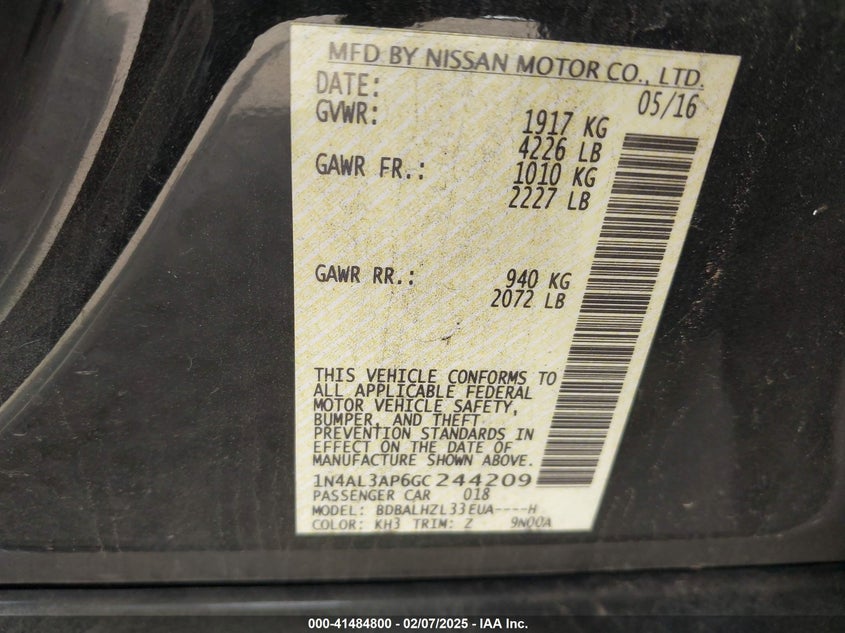 MFD BY NISSAN MOTOR CO., LTD.
DATE: 05/16
GVWR: 1917 KG
4226 LB
GAWR FR.: 1010 KG
2227 LB
GAWR RR.: 940 KG
2072 LB
THIS VEHICLE CONFORMS TO
ALL APPLICABLE FEDERAL
MOTOR VEHICLE SAFETY,
BUMPER, AND THEFT
PREVENTION STANDARDS IN
EFFECT ON THE DATE OF
MANUFACTURE SHOWN ABOVE.
1N4AL3AP6GC244209
PASSENGER CAR 018
MODEL: BDBALHZL33EUA----H
COLOR: KH3 TRIM: Z 9N00A
000-41484800 - 02/07/2025 - IAA Inc.